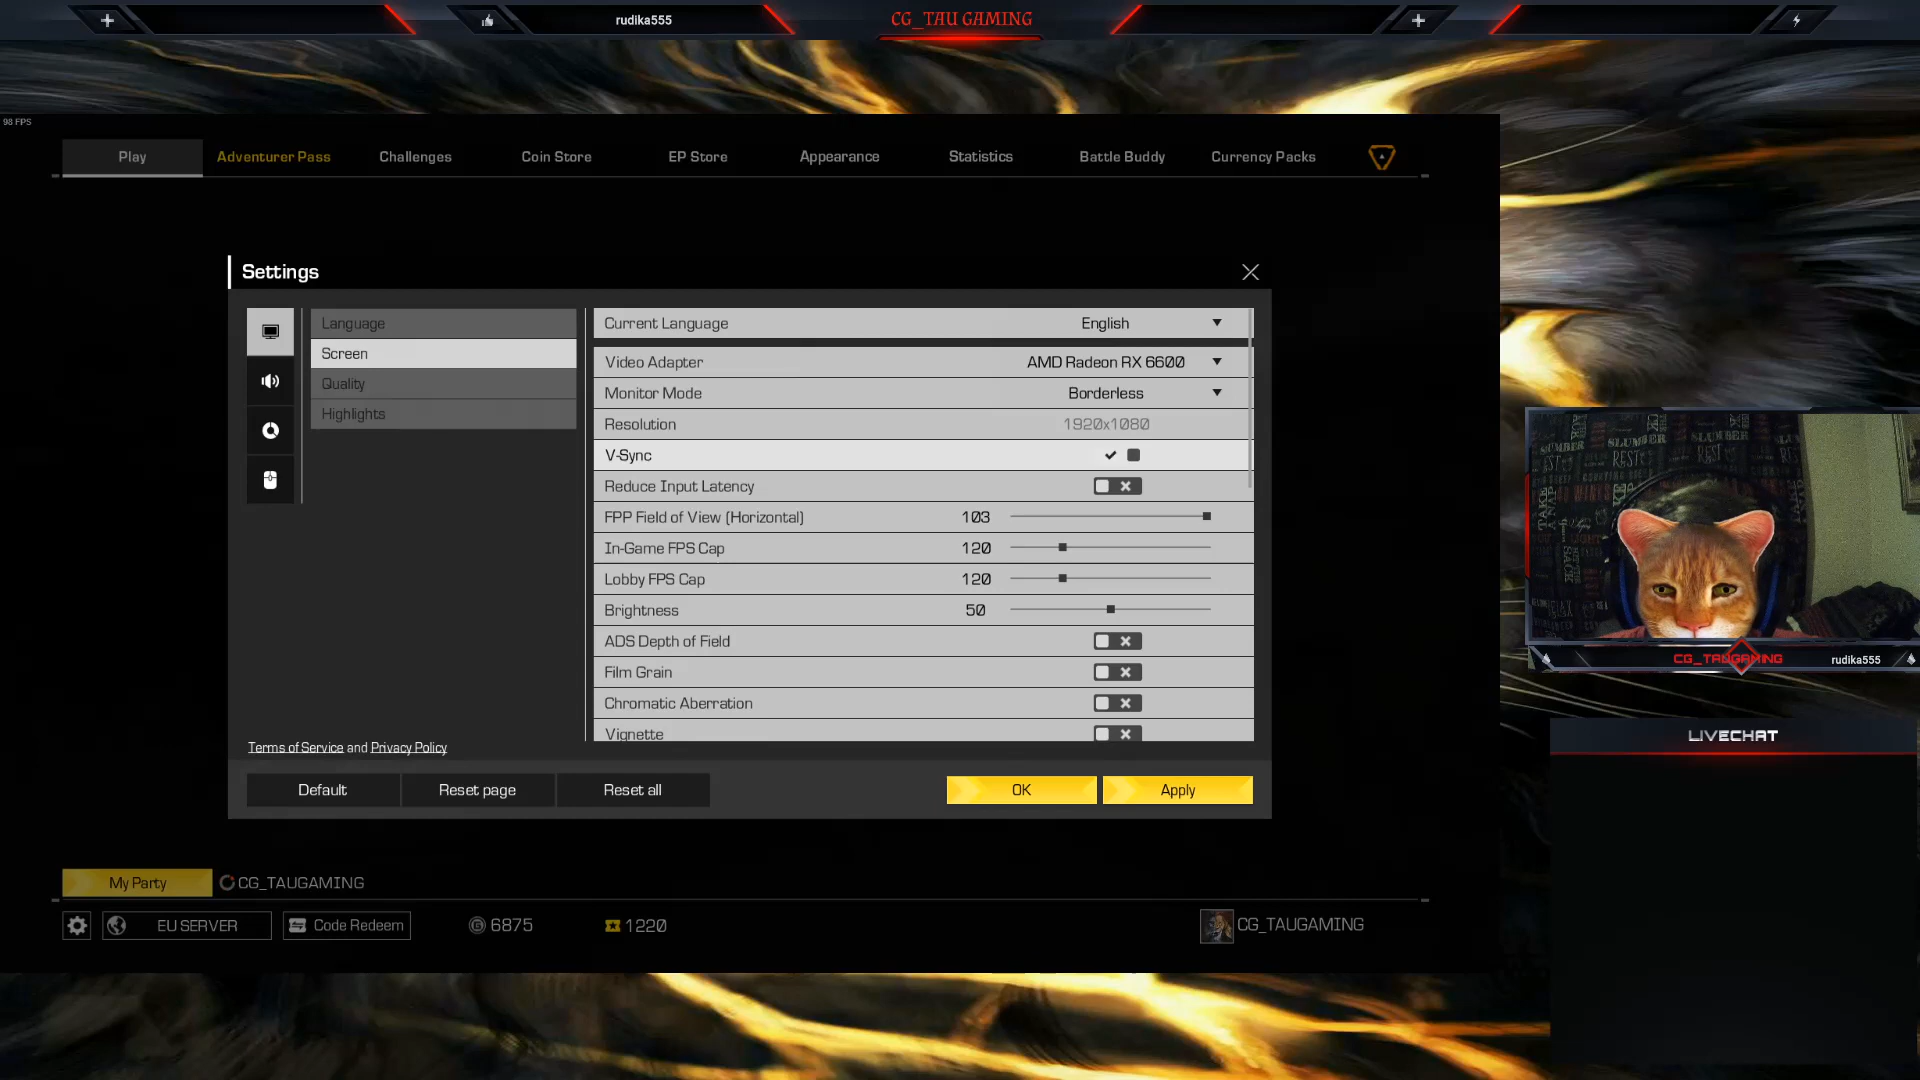 rudika555
CG_TAU GAMING
98 FPS
Play
Adventurer Pass
Challenges
Coin Store
EP Store
Appearance
Statistics
Battle Buddy
Currency Packs
Settings
Language
Screen
Quality
Highlights
Current Language English
Video Adapter AMD Radeon RX 6600
Monitor Mode Borderless
Resolution 1920x1080
V-Sync
Reduce Input Latency
FPP Field of View (Horizontal) 103
In-Game FPS Cap 120
Lobby FPS Cap 120
Brightness 50
ADS Depth of Field
Film Grain
Chromatic Aberration
Vignette
Terms of Service and Privacy Policy
Default
Reset page
Reset all
OK
Apply
My Party
CG_TAUGAMING
EU SERVER
Code Redeem
6875
1220
CG_TAUGAMING
SLUMBER
REST
CG_TAUGAMING
rudika555
LIVECHAT